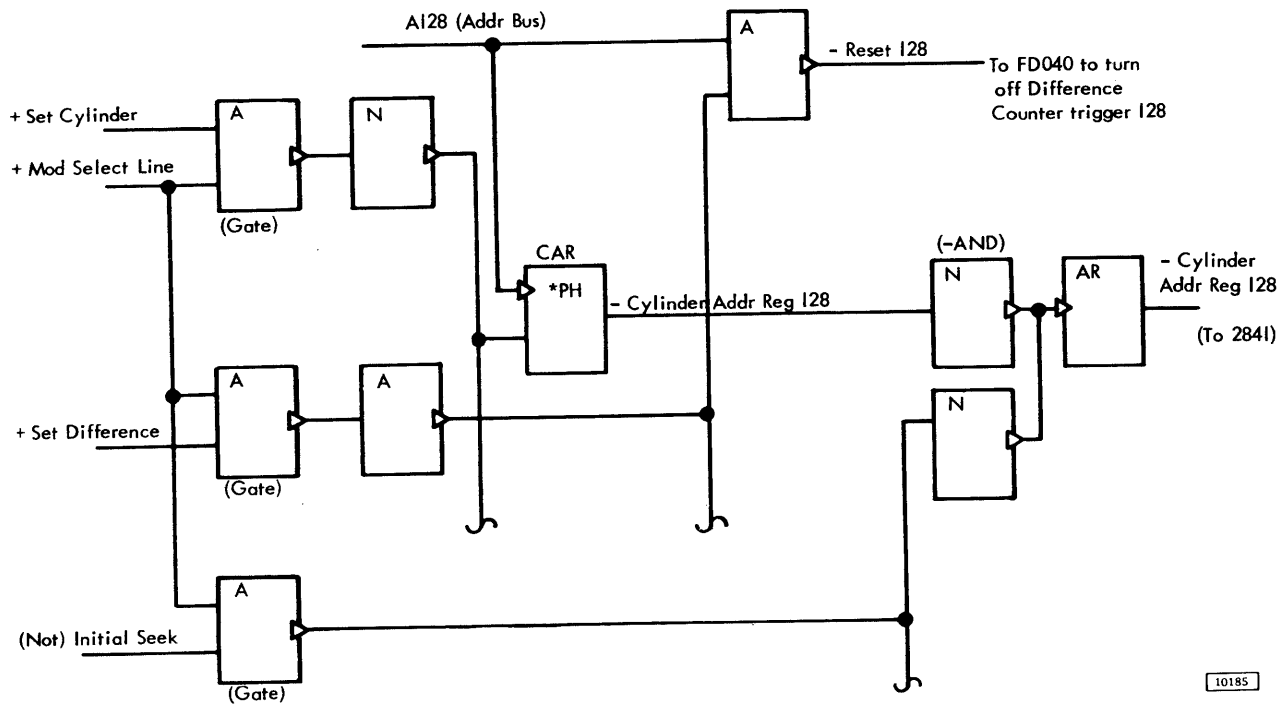 A128 (Addr Bus)
A
- Reset 128
To FD040 to turn
off Difference
Counter trigger 128
+ Set Cylinder
A
N
+ Mod Select Line
(Gate)
CAR
*PH
- Cylinder Addr Reg 128
(-AND)
N
AR
- Cylinder
Addr Reg 128
(To 2841)
A
A
+ Set Difference
(Gate)
N
A
(Not) Initial Seek
(Gate)
10185